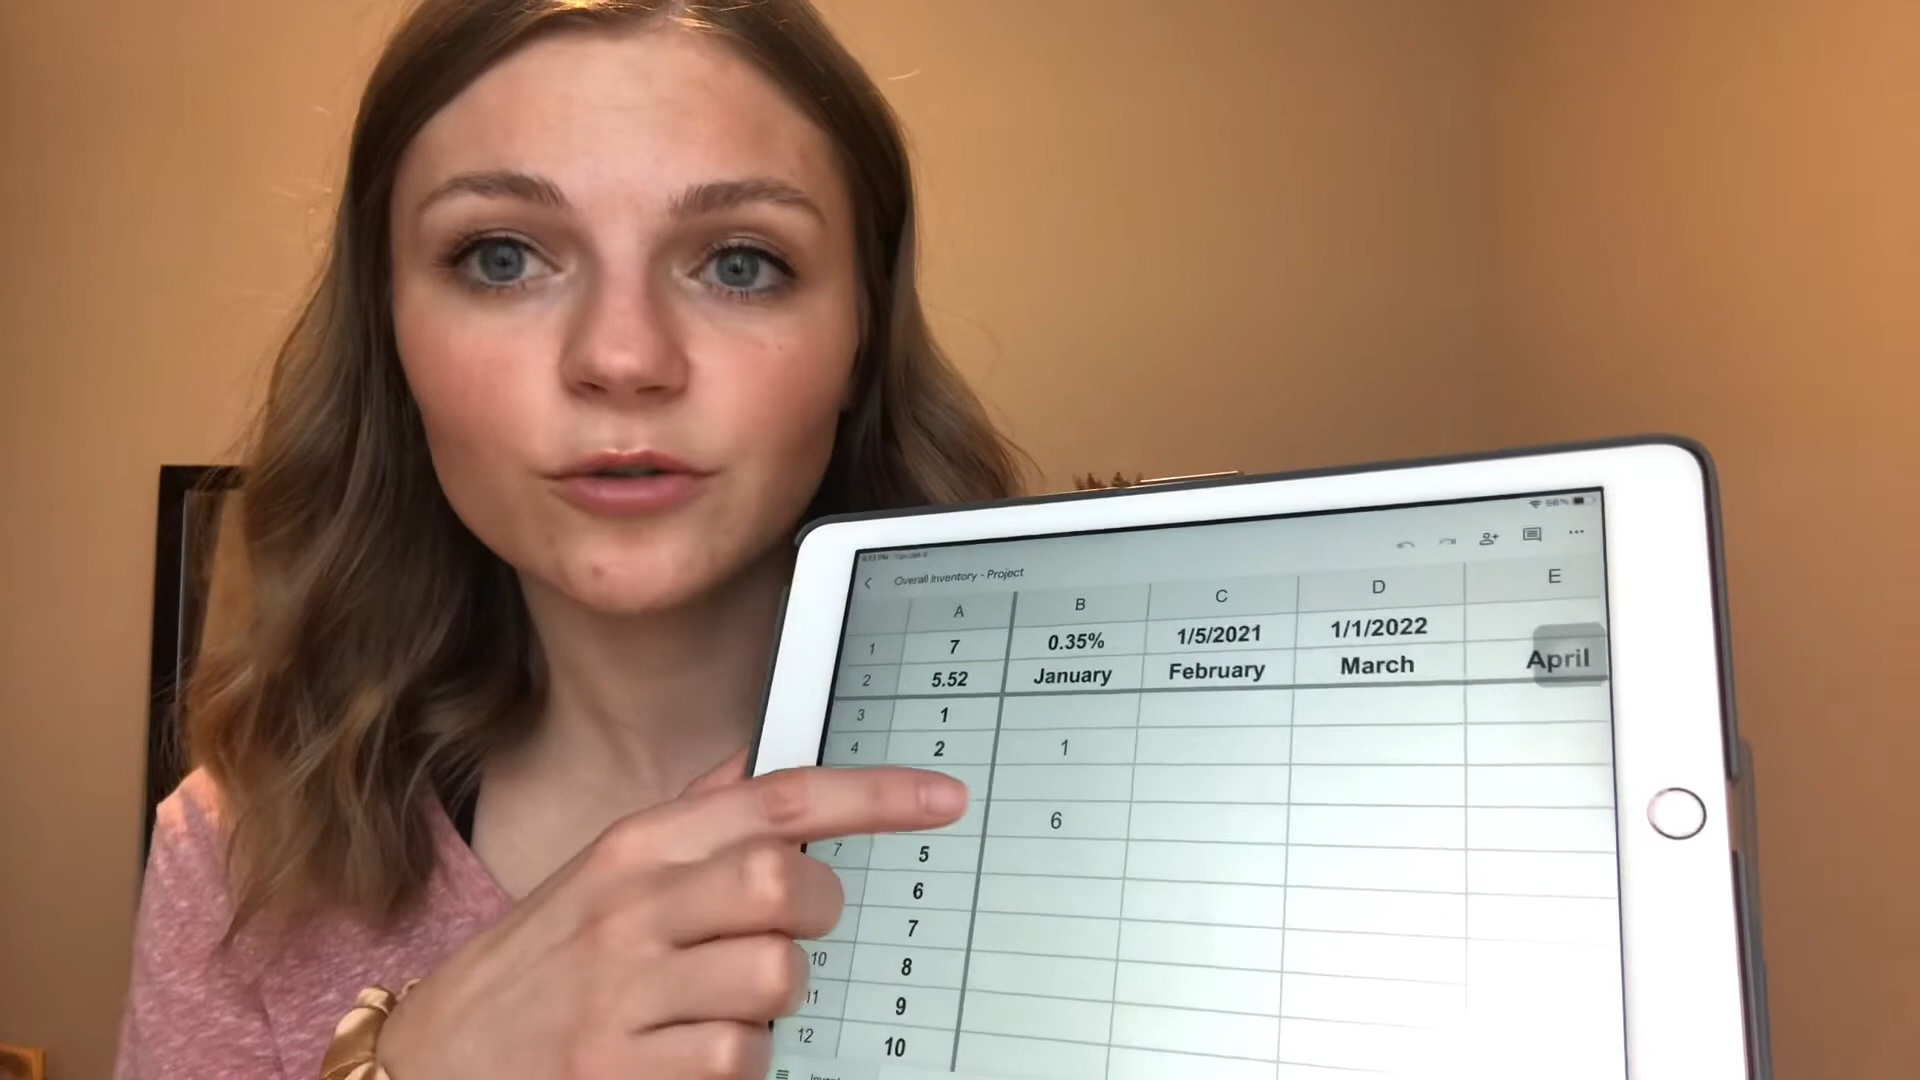 98%
Overall Inventory - Project
A B C D E
1 7 0.35% 1/5/2021 1/1/2022
2 5.52 January February March April
3 1
4 2 1
6
7 5
6
7
10 8
11 9
12 10